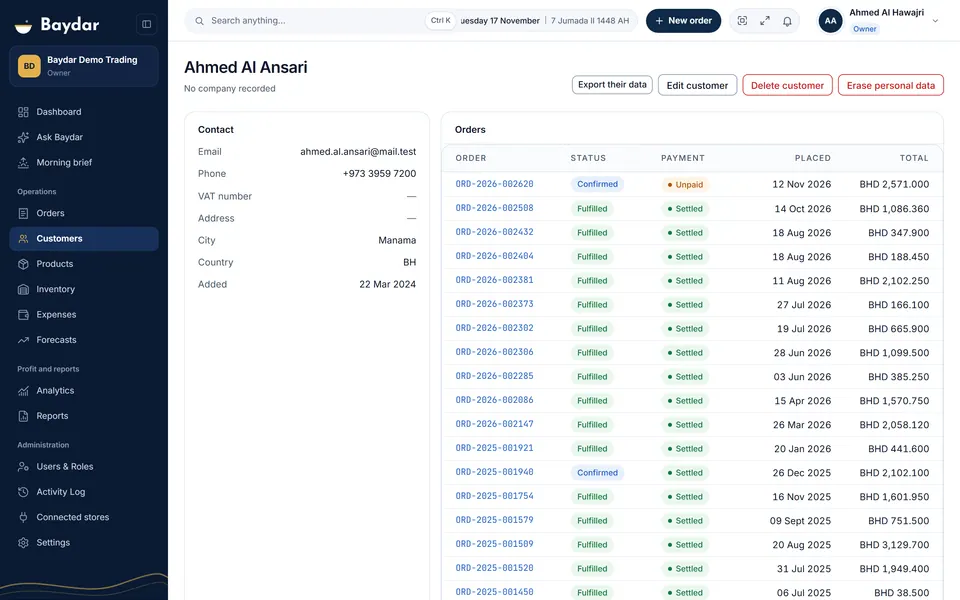 Baydar
Search anything...
Ctrl K
uesday 17 November | 7 Jumada II 1448 AH
+ New order
AA
Ahmed Al Hawajri
Owner
BD
Baydar Demo Trading
Owner
Dashboard
Ask Baydar
Morning brief
Operations
Orders
Customers
Products
Inventory
Expenses
Forecasts
Profit and reports
Analytics
Reports
Administration
Users & Roles
Activity Log
Connected stores
Settings
Ahmed Al Ansari
No company recorded
Export their data
Edit customer
Delete customer
Erase personal data
Contact
Email ahmed.al.ansari@mail.test
Phone +973 3959 7200
VAT number —
Address —
City Manama
Country BH
Added 22 Mar 2024
Orders
ORDER STATUS PAYMENT PLACED TOTAL
ORD-2026-002620 Confirmed Unpaid 12 Nov 2026 BHD 2,571.000
ORD-2026-002508 Fulfilled Settled 14 Oct 2026 BHD 1,086.360
ORD-2026-002432 Fulfilled Settled 18 Aug 2026 BHD 347.900
ORD-2026-002404 Fulfilled Settled 18 Aug 2026 BHD 188.450
ORD-2026-002381 Fulfilled Settled 11 Aug 2026 BHD 2,102.250
ORD-2026-002373 Fulfilled Settled 27 Jul 2026 BHD 166.100
ORD-2026-002302 Fulfilled Settled 19 Jul 2026 BHD 665.900
ORD-2026-002306 Fulfilled Settled 28 Jun 2026 BHD 1,099.500
ORD-2026-002285 Fulfilled Settled 03 Jun 2026 BHD 385.250
ORD-2026-002086 Fulfilled Settled 15 Apr 2026 BHD 1,570.750
ORD-2026-002147 Fulfilled Settled 26 Mar 2026 BHD 2,058.120
ORD-2025-001921 Fulfilled Settled 20 Jan 2026 BHD 441.600
ORD-2025-001940 Confirmed Settled 26 Dec 2025 BHD 2,102.100
ORD-2025-001754 Fulfilled Settled 16 Nov 2025 BHD 1,601.950
ORD-2025-001579 Fulfilled Settled 09 Sept 2025 BHD 751.500
ORD-2025-001509 Fulfilled Settled 20 Aug 2025 BHD 3,129.700
ORD-2025-001520 Fulfilled Settled 31 Jul 2025 BHD 1,949.400
ORD-2025-001450 Fulfilled Settled 06 Jul 2025 BHD 38.500